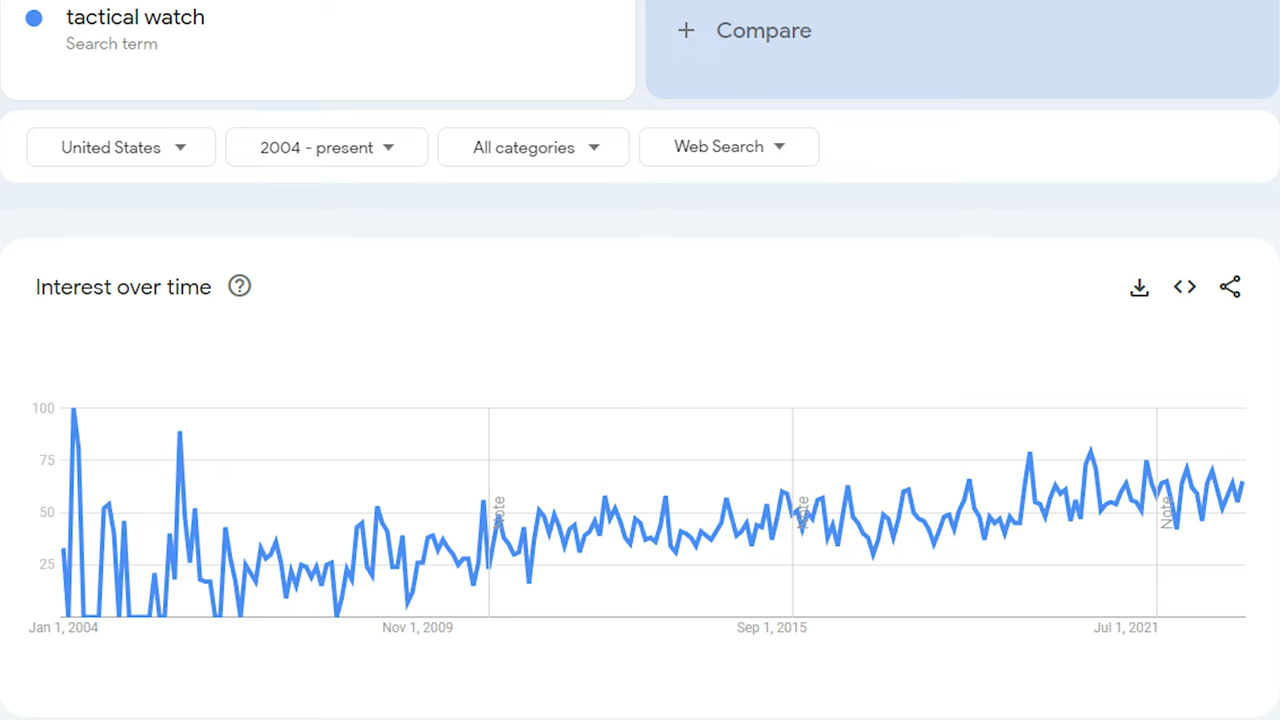 tactical watch
Search term
+ Compare
United States
2004 - present
All categories
Web Search
Interest over time
100
75
50
25
Note
Note
Note
Jan 1, 2004
Nov 1, 2009
Sep 1, 2015
Jul 1, 2021